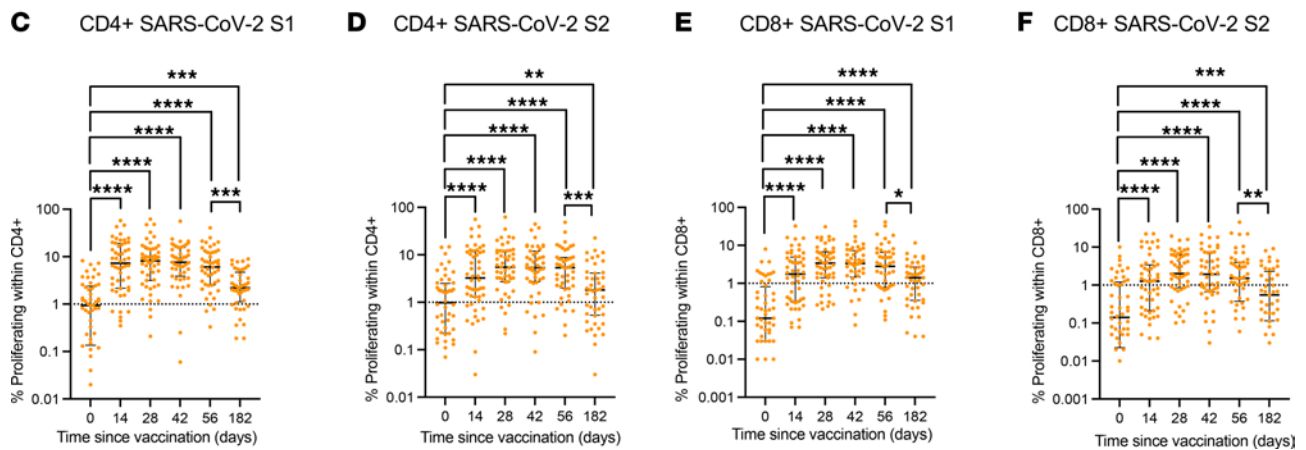 C CD4+ SARS-CoV-2 S1
D CD4+ SARS-CoV-2 S2
E CD8+ SARS-CoV-2 S1
F CD8+ SARS-CoV-2 S2
***
****
****
****
****
***
% Proliferating within CD4+
100
10
1
0.1
0.01
0 14 28 42 56 182
Time since vaccination (days)
**
****
****
****
****
***
% Proliferating within CD4+
100
10
1
0.1
0.01
0 14 28 42 56 182
Time since vaccination (days)
****
****
****
****
****
*
% Proliferating within CD8+
100
10
1
0.1
0.01
0.001
0 14 28 42 56 182
Time since vaccination (days)
***
****
****
****
****
**
% Proliferating within CD8+
100
10
1
0.1
0.01
0.001
0 14 28 42 56 182
Time since vaccination (days)